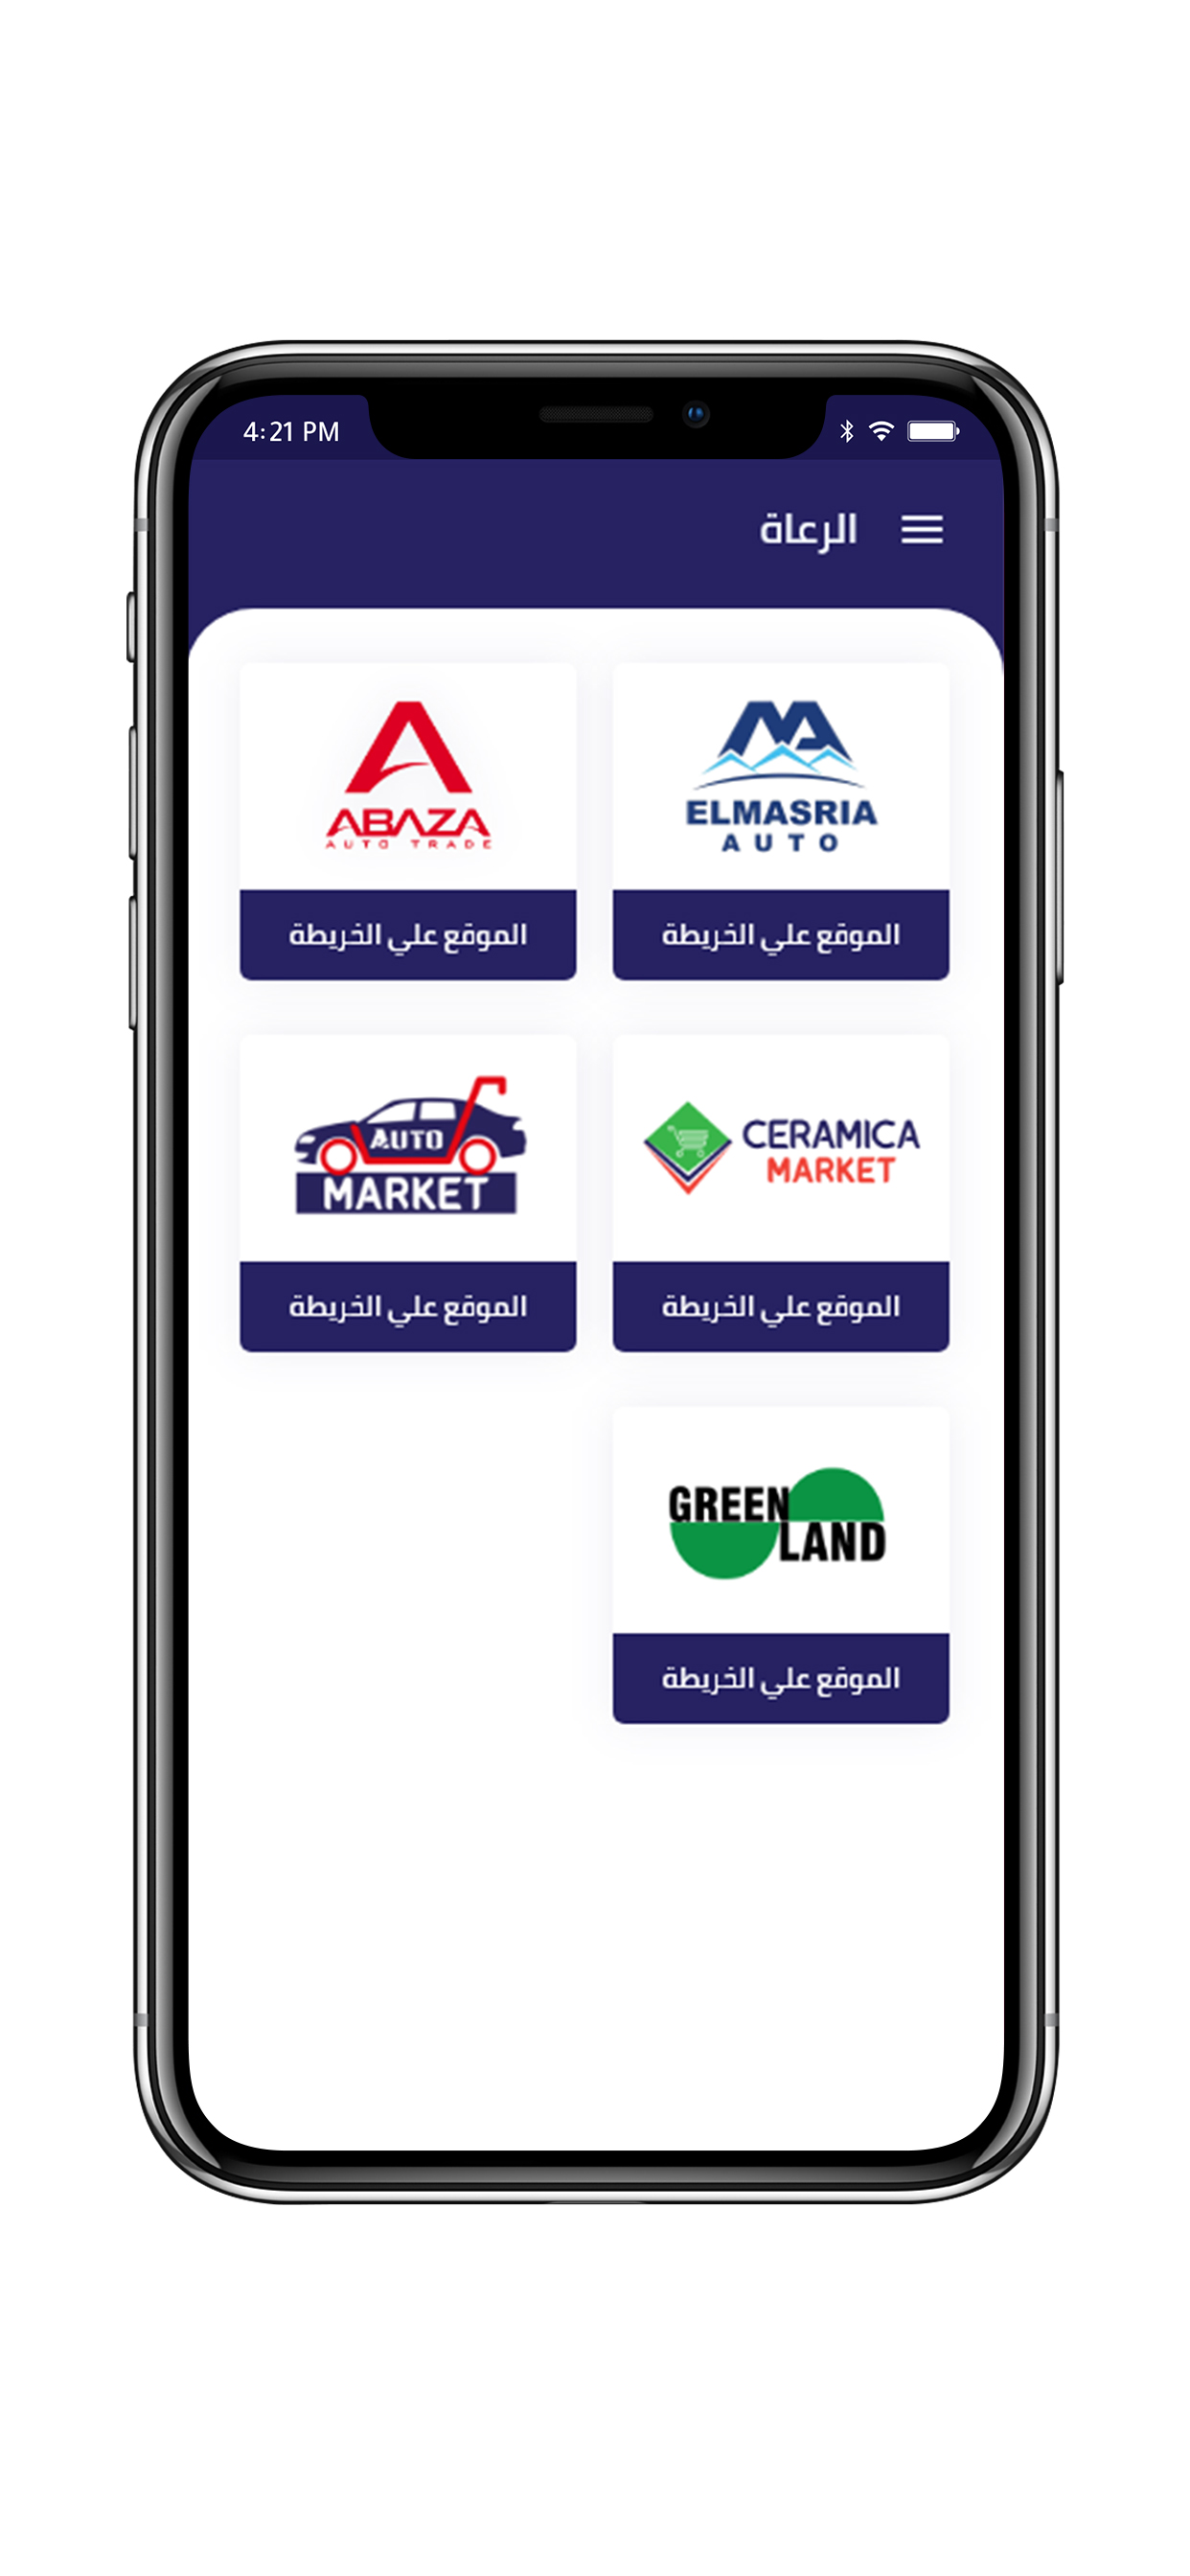 4:21 PM
الرعاة
ELMASRIA
AUTO
الموقع علي الخريطة
ABAZA
AUTO TRADE
الموقع علي الخريطة
CERAMICA
MARKET
الموقع علي الخريطة
AUTO
MARKET
الموقع علي الخريطة
GREEN
LAND
الموقع علي الخريطة